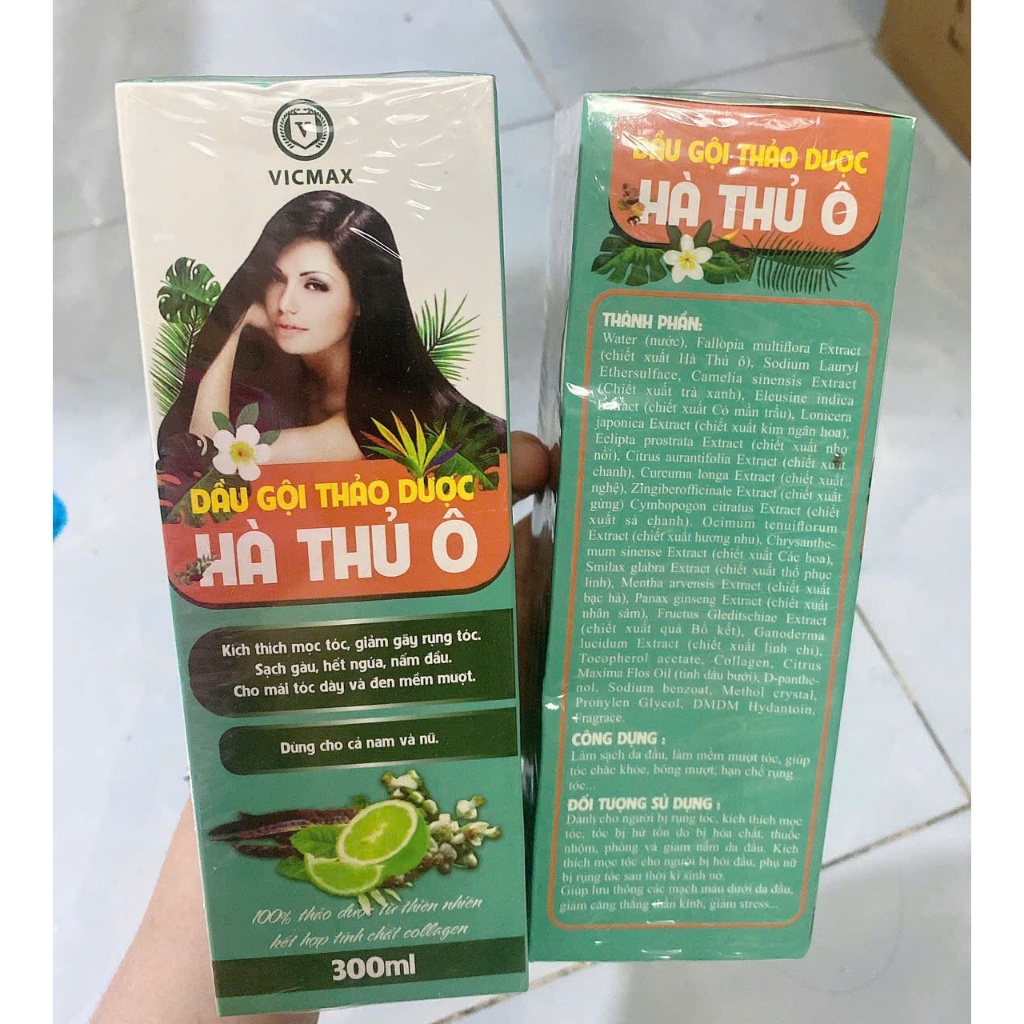 VICMAX
DẦU GỘI THẢO DƯỢC
HÀ THỦ Ô
Kích thích mọc tóc, giảm gãy rụng tóc.
Sạch gàu, hết ngứa, nấm đầu.
Cho mái tóc dày và đen mềm mượt.
Dùng cho cả nam và nữ.
100% thảo dược từ thiên nhiên
kết hợp tinh chất collagen
300ml
DẦU GỘI THẢO DƯỢC
HÀ THỦ Ô
THÀNH PHẦN:
Water (nước), Fallopia multiflora Extract
(chiết xuất Hà Thủ ô), Sodium Lauryl
Ethersulface, Camelia sinensis Extract
(Chiết xuất trà xanh), Eleusine indica
Extract (chiết xuất Cỏ mần trầu), Lonicera
japonica Extract (chiết xuất kim ngân hoa),
Eclipta prostrata Extract (chiết xuất nhọ
nồi), Citrus aurantifolia Extract (chiết xuất
chanh), Curcuma longa Extract (chiết xuất
nghệ), Zingiberofficinale Extract (chiết xuất
gừng) Cymbopogon citratus Extract (chiết
xuất sả chanh). Ocimum tenuiflorum
Extract (chiết xuất hương nhu), Chrysanthe-
mum sinense Extract (chiết xuất Cúc hoa),
Smilax glabra Extract (chiết xuất thổ phục
linh), Mentha arvensis Extract (chiết xuất
bạc hà), Panax ginseng Extract (chiết xuất
nhân sâm), Fructus Gleditschiae Extract
(chiết xuất quả Bồ kết), Ganoderma
lucidum Extract (chiết xuất linh chi),
Tocopherol acctate, Collagen, Citrus
Maxima Flos Oil (tinh dầu bưởi), D-panthe-
nol, Sodium benzoat, Methol crystal,
Pronylen Glycol, DMDM Hydantoin,
Fragrace.
CÔNG DỤNG :
Làm sạch da đầu, làm mềm mượt tóc, giúp
tóc chắc khỏe, bóng mượt, hạn chế rụng
tóc...
ĐỐI TƯỢNG SỬ DỤNG :
Dành cho người bị rụng tóc, kích thích mọc
tóc, tóc bị hư tổn do bị hóa chất, thuốc
nhộm, phỏng và giảm nấm da đầu. Kích
thích mọc tóc cho người bị hói đầu, phụ nữ
bị rụng tóc sau thời kì sinh nở.
Giúp lưu thông các mạch máu dưới da đầu,
giảm căng thẳng thần kinh, giảm stress...